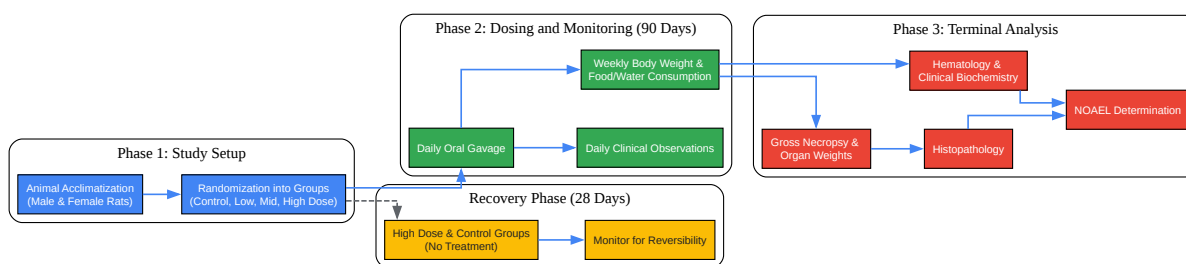 Phase 1: Study Setup
Animal Acclimatization
(Male & Female Rats)
Randomization into Groups
(Control, Low, Mid, High Dose)
Phase 2: Dosing and Monitoring (90 Days)
Weekly Body Weight &
Food/Water Consumption
Daily Oral Gavage
Daily Clinical Observations
Recovery Phase (28 Days)
High Dose & Control Groups
(No Treatment)
Monitor for Reversibility
Phase 3: Terminal Analysis
Hematology &
Clinical Biochemistry
NOAEL Determination
Gross Necropsy &
Organ Weights
Histopathology